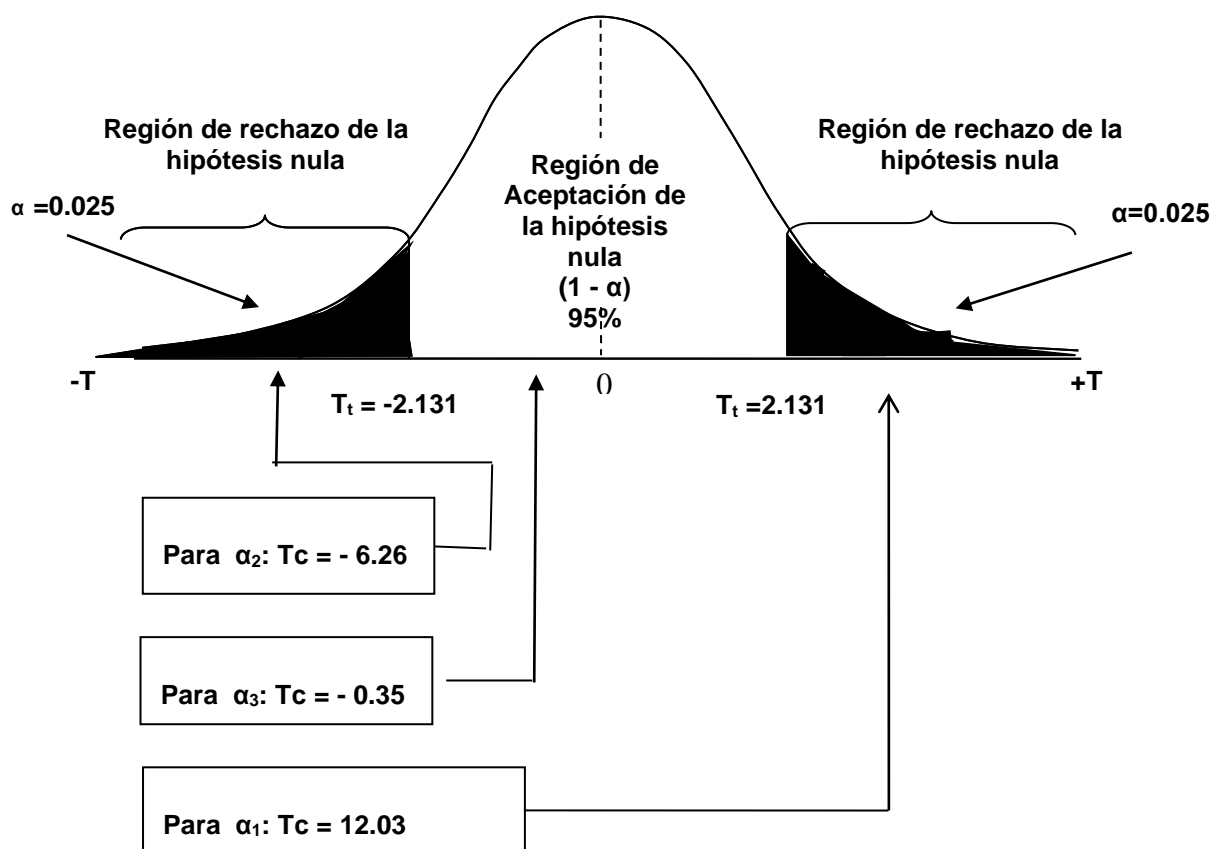 Región de rechazo de la
hipótesis nula
α =0.025
Región de
Aceptación de
la hipótesis
nula
(1 - α)
95%
Región de rechazo de la
hipótesis nula
α=0.025
-T
0
+T
Tₜ = -2.131
Tₜ =2.131
Para α₂: Tc = - 6.26
Para α₃: Tc = - 0.35
Para α₁: Tc = 12.03